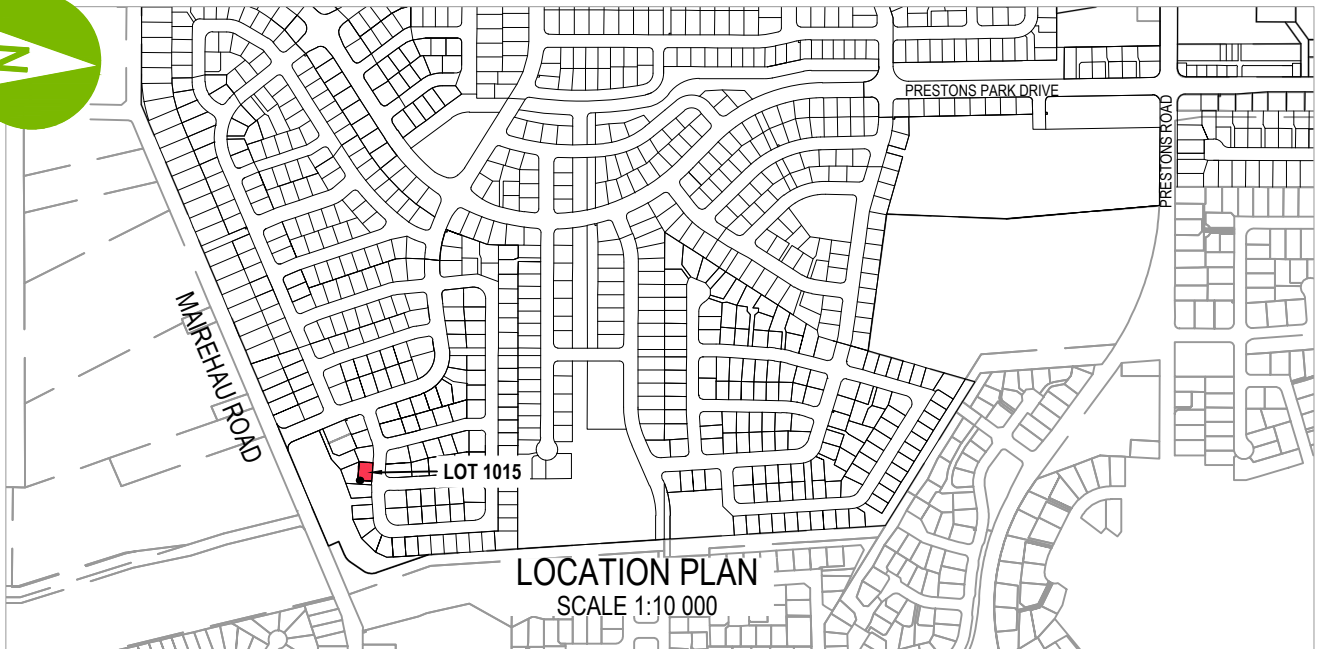 N
PRESTONS PARK DRIVE
PRESTONS ROAD
MAIREHAU ROAD
LOT 1015
LOCATION PLAN
SCALE 1:10 000